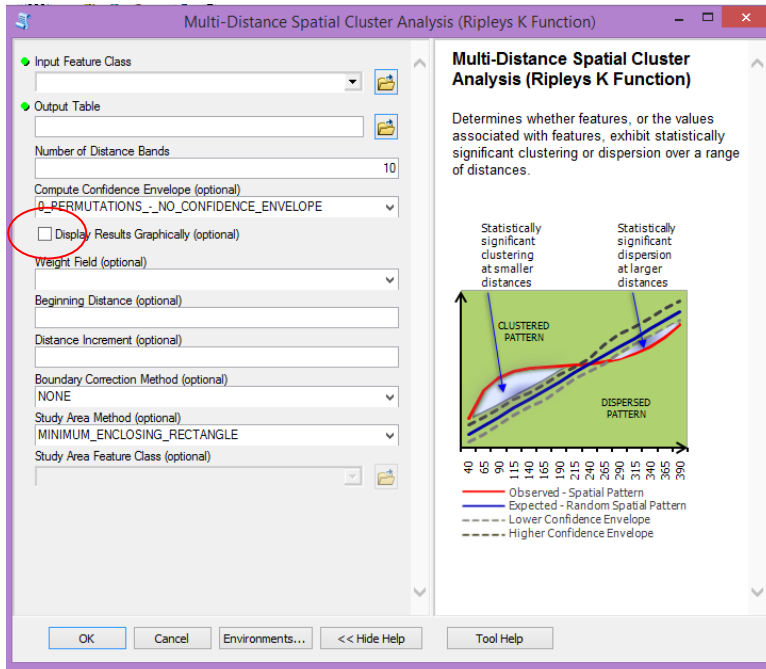 Multi-Distance Spatial Cluster Analysis (Ripleys K Function)
Input Feature Class
Output Table
Number of Distance Bands
10
Compute Confidence Envelope (optional)
0_PERMUTATIONS_-_NO_CONFIDENCE_ENVELOPE
Display Results Graphically (optional)
Weight Field (optional)
Beginning Distance (optional)
Distance Increment (optional)
Boundary Correction Method (optional)
NONE
Study Area Method (optional)
MINIMUM_ENCLOSING_RECTANGLE
Study Area Feature Class (optional)
Multi-Distance Spatial Cluster
Analysis (Ripleys K Function)
Determines whether features, or the values
associated with features, exhibit statistically
significant clustering or dispersion over a range
of distances.
Statistically
significant
clustering
at smaller
distances
Statistically
significant
dispersion
at larger
distances
CLUSTERED
PATTERN
DISPERSED
PATTERN
40 65 90 115 140 165 190 215 240 265 290 315 340 365 390
Observed - Spatial Pattern
Expected - Random Spatial Pattern
Lower Confidence Envelope
Higher Confidence Envelope
OK Cancel Environments... << Hide Help Tool Help